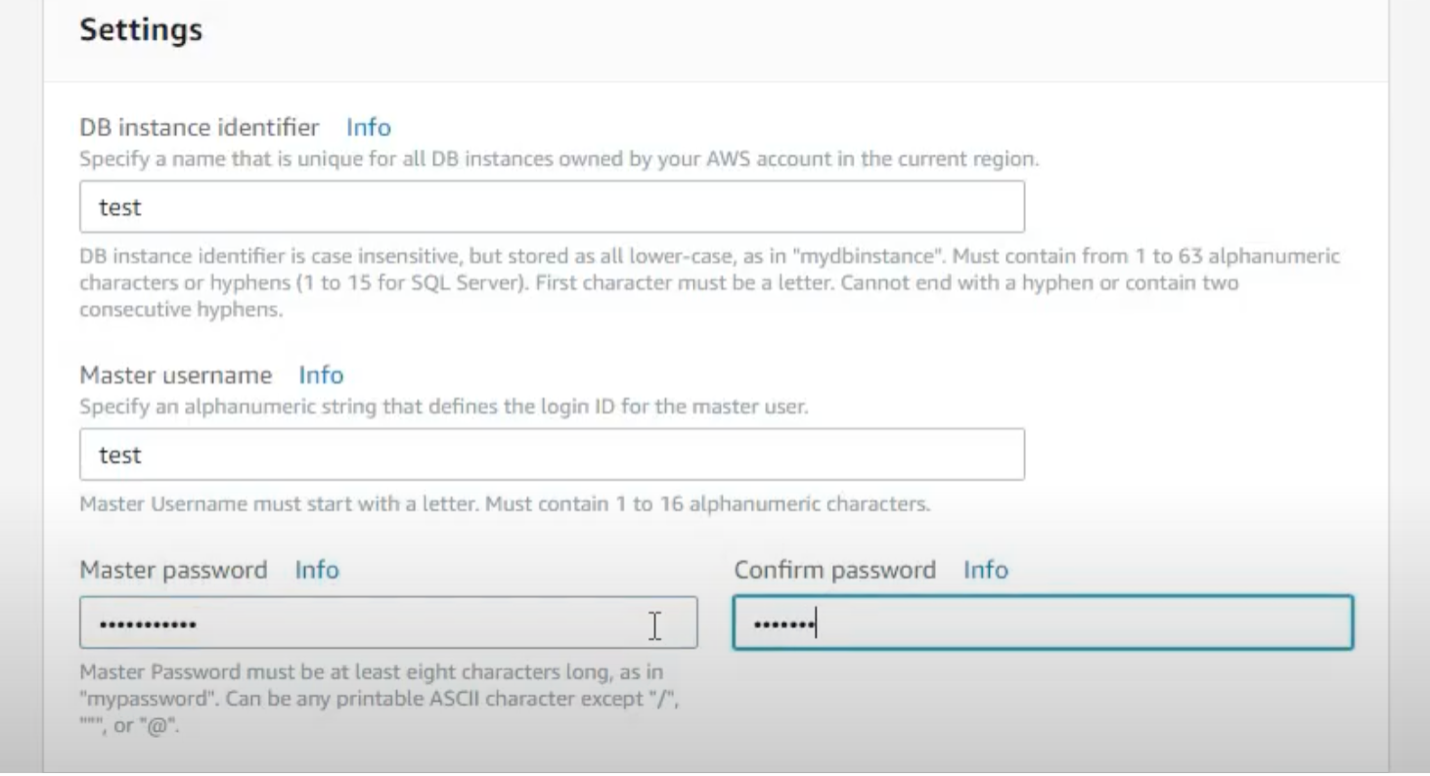 Settings
DB instance identifier Info
Specify a name that is unique for all DB instances owned by your AWS account in the current region.
test
DB instance identifier is case insensitive, but stored as all lower-case, as in "mydbinstance". Must contain from 1 to 63 alphanumeric
characters or hyphens (1 to 15 for SQL Server). First character must be a letter. Cannot end with a hyphen or contain two
consecutive hyphens.
Master username Info
Specify an alphanumeric string that defines the login ID for the master user.
test
Master Username must start with a letter. Must contain 1 to 16 alphanumeric characters.
Master password Info Confirm password Info
••••••••••• •••••••
Master Password must be at least eight characters long, as in
"mypassword". Can be any printable ASCII character except "/",
""", or "@".